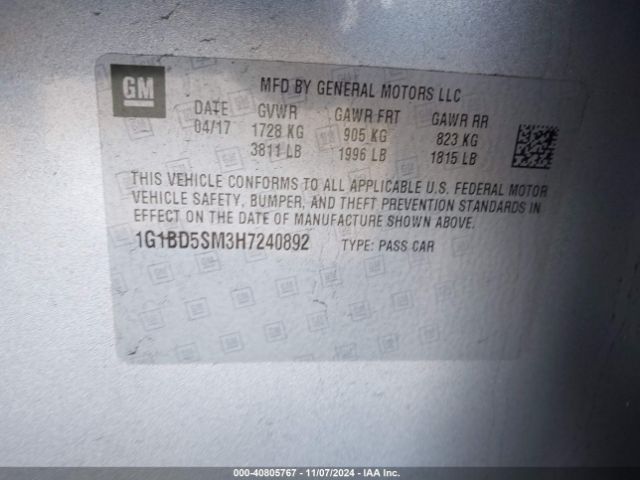 GM
MFD BY GENERAL MOTORS LLC
DATE GVWR GAWR FRT GAWR RR
04/17 1728 KG 905 KG 823 KG
3811 LB 1996 LB 1815 LB
THIS VEHICLE CONFORMS TO ALL APPLICABLE U.S. FEDERAL MOTOR
VEHICLE SAFETY, BUMPER, AND THEFT PREVENTION STANDARDS IN
EFFECT ON THE DATE OF MANUFACTURE SHOWN ABOVE.
1G1BD5SM3H7240892 TYPE: PASS CAR
000-40805767 - 11/07/2024 - IAA Inc.